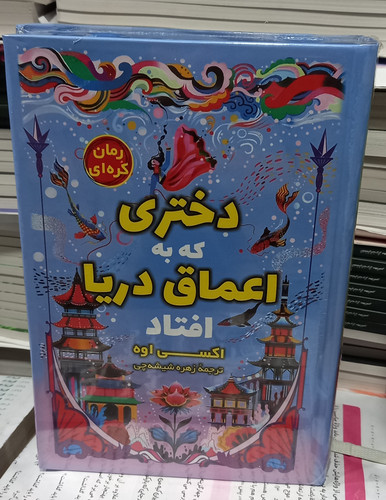 رمان
کره‌ای
دختری
که به
اعماق دریا
افتاد
اکسی اوه
ترجمه زهره شیشه‌چی